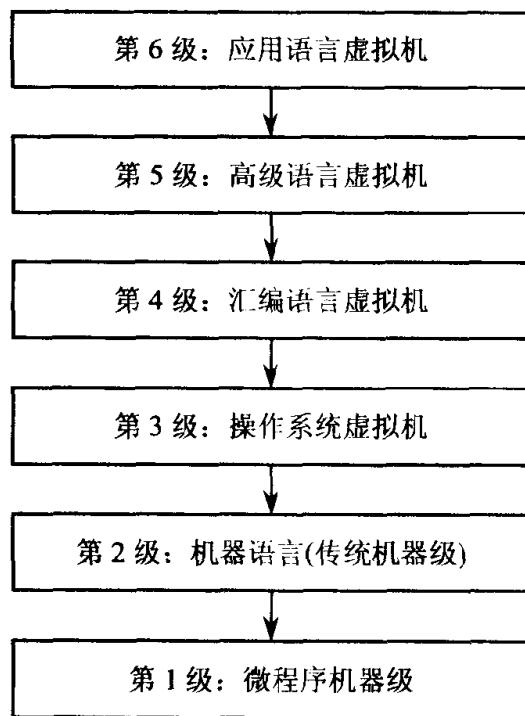 第 6 级：应用语言虚拟机
第 5 级：高级语言虚拟机
第 4 级：汇编语言虚拟机
第 3 级：操作系统虚拟机
第 2 级：机器语言(传统机器级)
第 1 级：微程序机器级